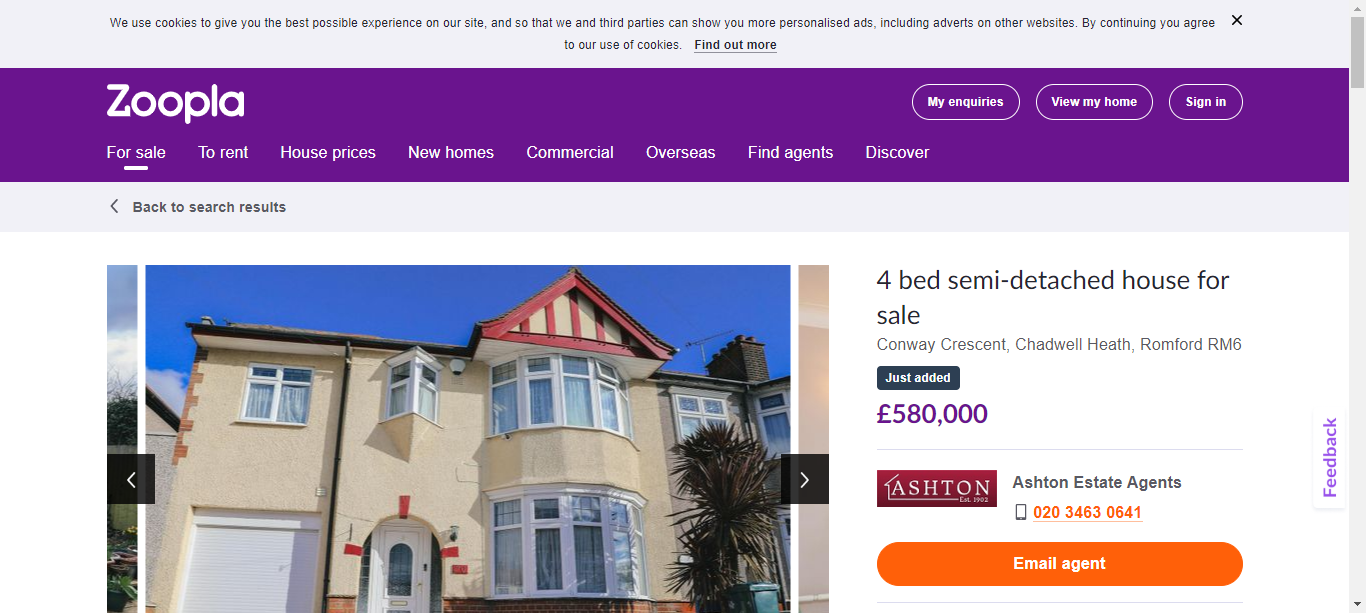 We use cookies to give you the best possible experience on our site, and so that we and third parties can show you more personalised ads, including adverts on other websites. By continuing you agree
to our use of cookies. Find out more
Zoopla
My enquiries
View my home
Sign in
For sale
To rent
House prices
New homes
Commercial
Overseas
Find agents
Discover
Back to search results
4 bed semi-detached house for
sale
Conway Crescent, Chadwell Heath, Romford RM6
Just added
£580,000
ASHTON
Est. 1902
Ashton Estate Agents
020 3463 0641
Email agent
Feedback